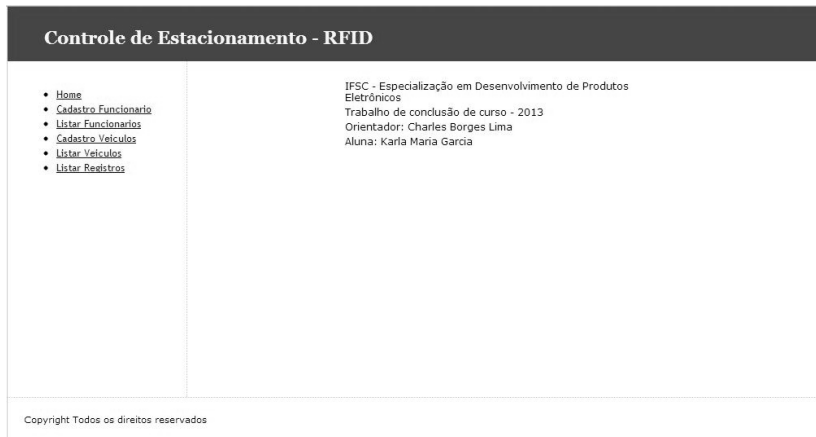 Controle de Estacionamento - RFID
Home
Cadastro Funcionario
Listar Funcionarios
Cadastro Veiculos
Listar Veiculos
Listar Registros
IFSC - Especialização em Desenvolvimento de Produtos
Eletrônicos
Trabalho de conclusão de curso - 2013
Orientador: Charles Borges Lima
Aluna: Karla Maria Garcia
Copyright Todos os direitos reservados